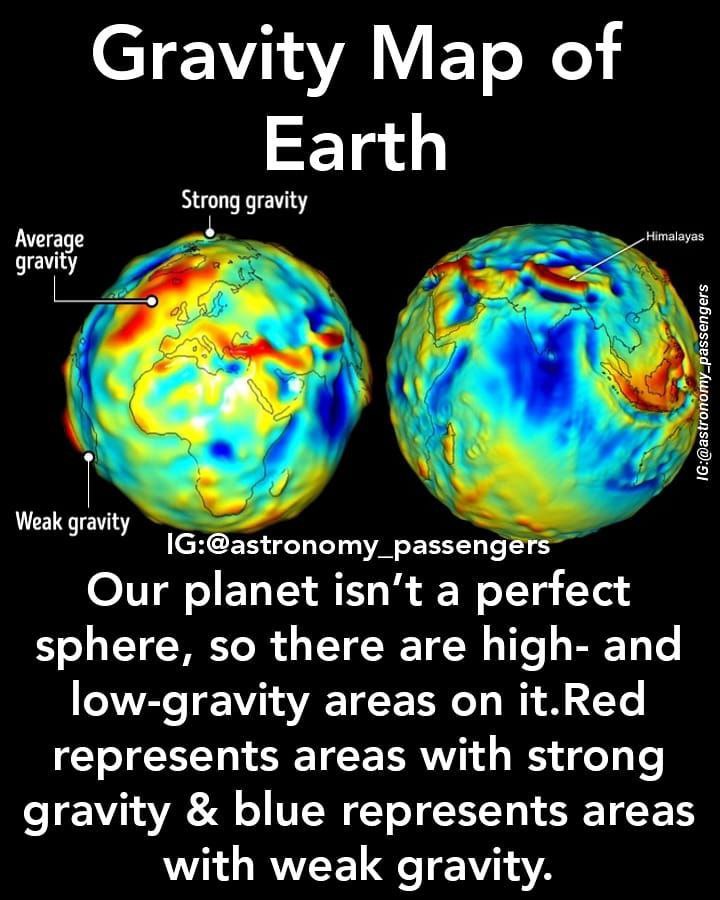 Gravity Map of
Earth
Strong gravity
Average
gravity
Himalayas
IG:@astronomy_passengers
Weak gravity
IG:@astronomy_passengers
Our planet isn’t a perfect
sphere, so there are high- and
low-gravity areas on it.Red
represents areas with strong
gravity & blue represents areas
with weak gravity.